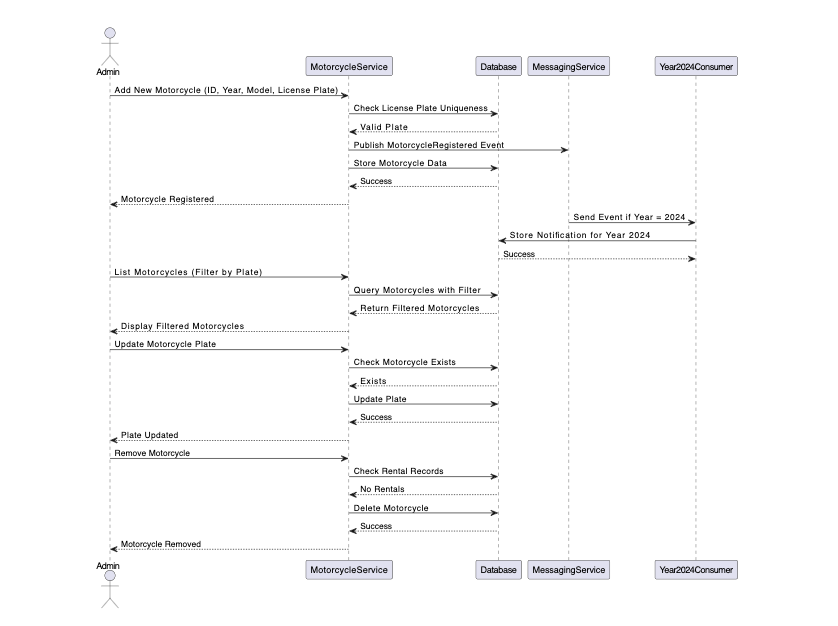 Admin
MotorcycleService
Database
MessagingService
Year2024Consumer
Add New Motorcycle (ID, Year, Model, License Plate)
Check License Plate Uniqueness
Valid Plate
Publish MotorcycleRegistered Event
Store Motorcycle Data
Success
Motorcycle Registered
Send Event if Year = 2024
Store Notification for Year 2024
Success
List Motorcycles (Filter by Plate)
Query Motorcycles with Filter
Return Filtered Motorcycles
Display Filtered Motorcycles
Update Motorcycle Plate
Check Motorcycle Exists
Exists
Update Plate
Success
Plate Updated
Remove Motorcycle
Check Rental Records
No Rentals
Delete Motorcycle
Success
Motorcycle Removed
Admin
MotorcycleService
Database
MessagingService
Year2024Consumer